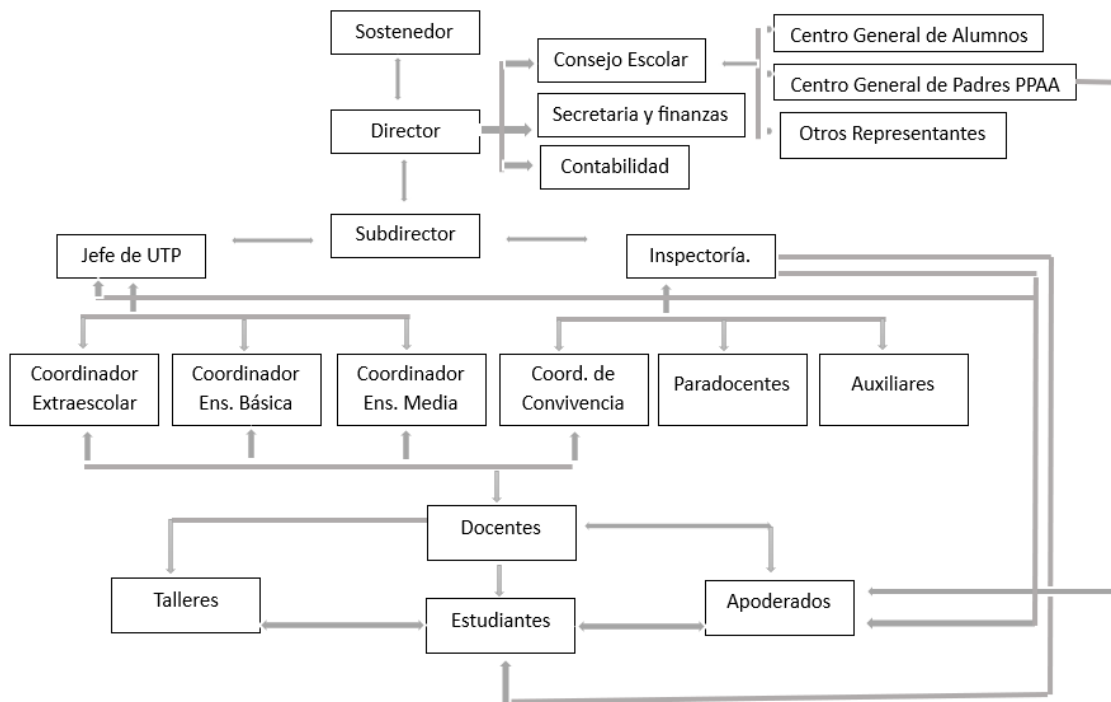 Sostenedor
Centro General de Alumnos
Consejo Escolar
Centro General de Padres PPAA
Secretaria y finanzas
Director
Otros Representantes
Contabilidad
Subdirector
Jefe de UTP
Inspectoría.
Coordinador
Extraescolar
Coordinador
Ens. Básica
Coordinador
Ens. Media
Coord. de
Convivencia
Paradocentes
Auxiliares
Docentes
Talleres
Estudiantes
Apoderados